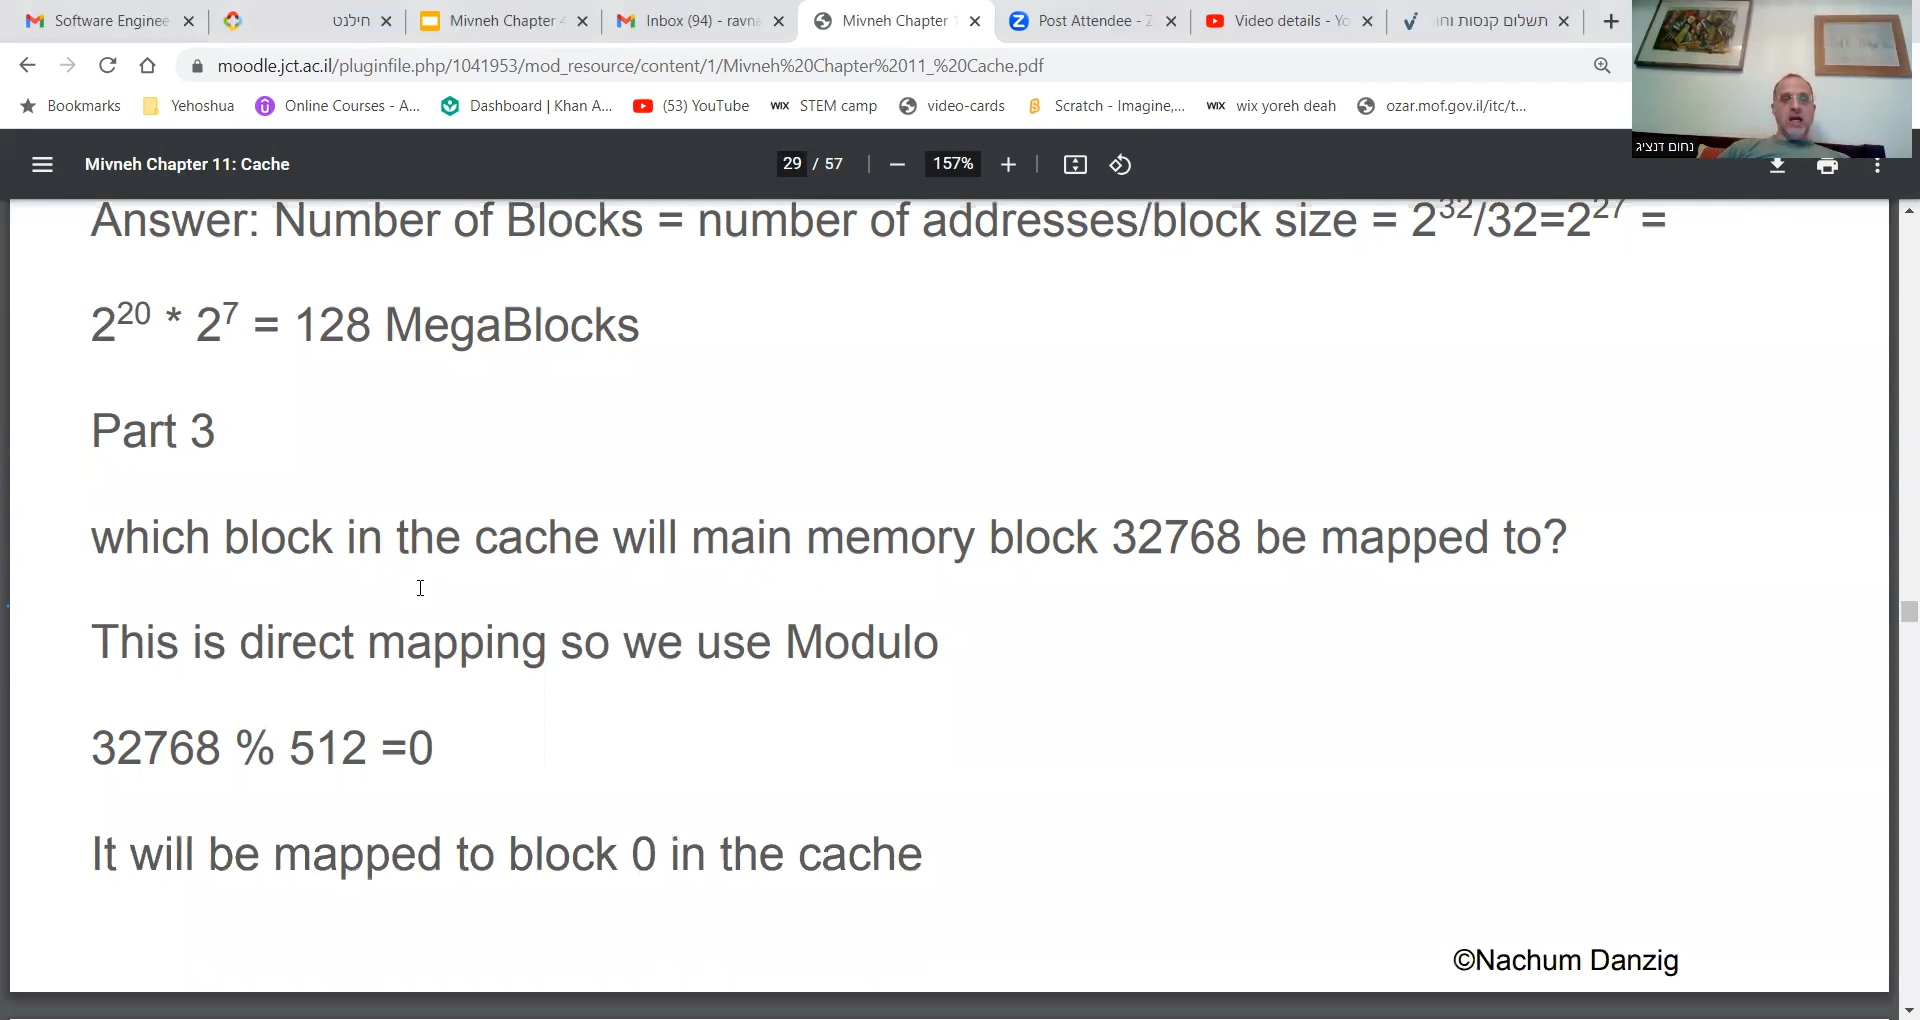 Software Enginee
חילנט
Mivneh Chapter 4
Inbox (94) - ravna
Mivneh Chapter 1
Post Attendee - Z
Video details - Yo
תשלום קנסות וחו
moodle.jct.ac.il/pluginfile.php/1041953/mod_resource/content/1/Mivneh%20Chapter%2011_%20Cache.pdf
Bookmarks
Yehoshua
Online Courses - A...
Dashboard | Khan A...
(53) YouTube
WIX STEM camp
video-cards
Scratch - Imagine,...
WIX wix yoreh deah
ozar.mof.gov.il/itc/t...
נחום דנציג
Mivneh Chapter 11: Cache
29 / 57
157%
Answer: Number of Blocks = number of addresses/block size = 2³²/32=2²⁷ =
2²⁰ * 2⁷ = 128 MegaBlocks
Part 3
which block in the cache will main memory block 32768 be mapped to?
This is direct mapping so we use Modulo
32768 % 512 =0
It will be mapped to block 0 in the cache
©Nachum Danzig